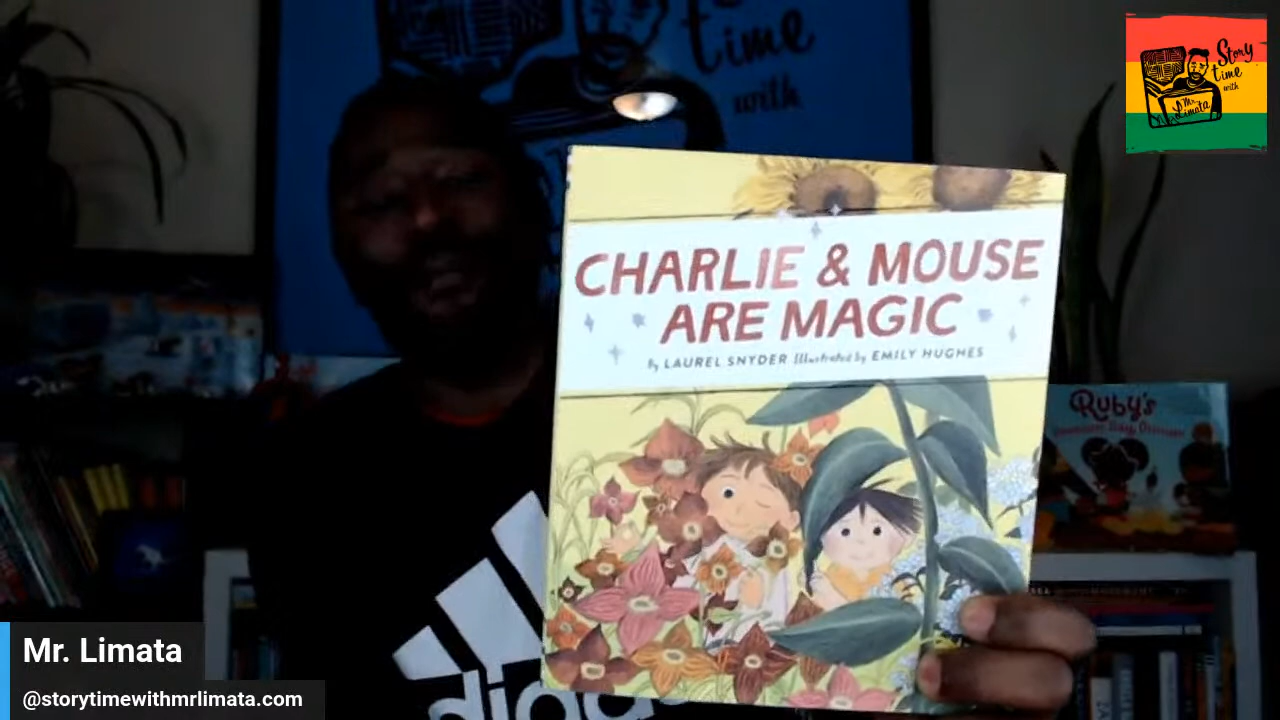 time
with
Story
time
with
Mr.
Limata
CHARLIE & MOUSE
ARE MAGIC
By LAUREL SNYDER Illustrated by EMILY HUGHES
Ruby's
adidas
Mr. Limata
@storytimewithmrlimata.com